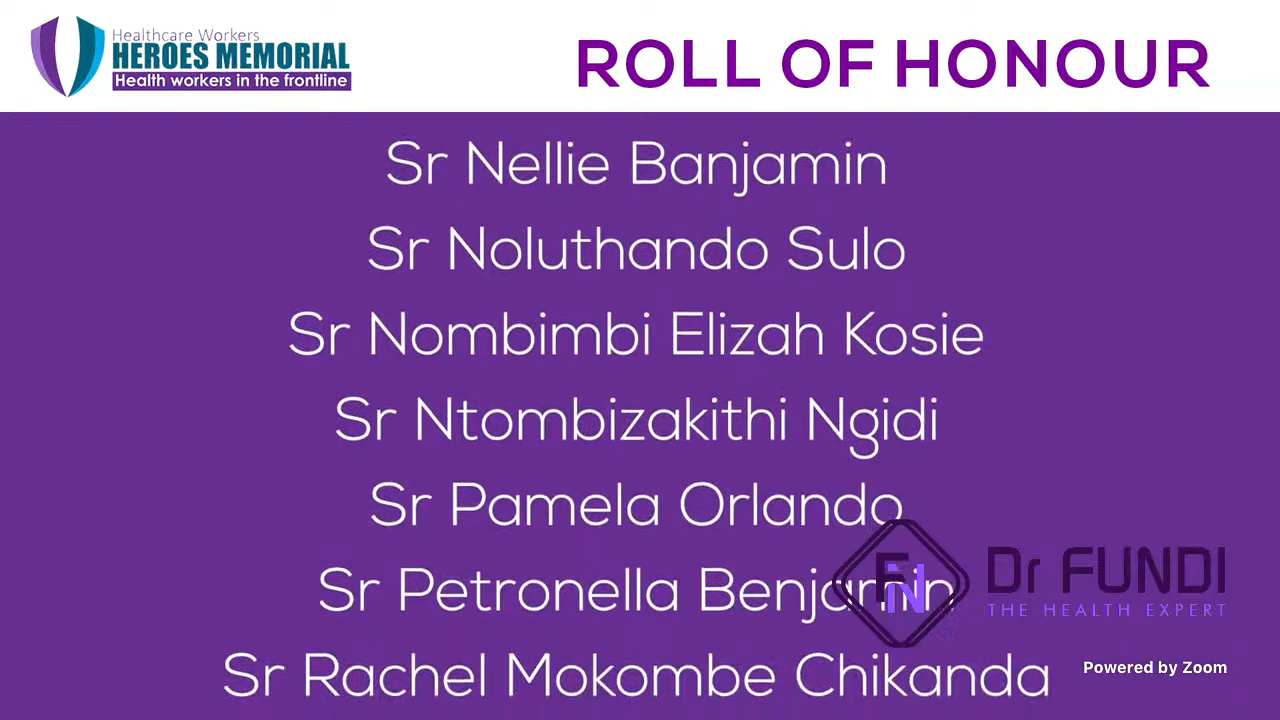 Healthcare Workers
HEROES MEMORIAL
Health workers in the frontline
ROLL OF HONOUR
Sr Nellie Banjamin
Sr Noluthando Sulo
Sr Nombimbi Elizah Kosie
Sr Ntombizakithi Ngidi
Sr Pamela Orlando
Sr Petronella Benjamin
Sr Rachel Mokombe Chikanda
FN
Dr FUNDI
THE HEALTH EXPERT
Powered by Zoom